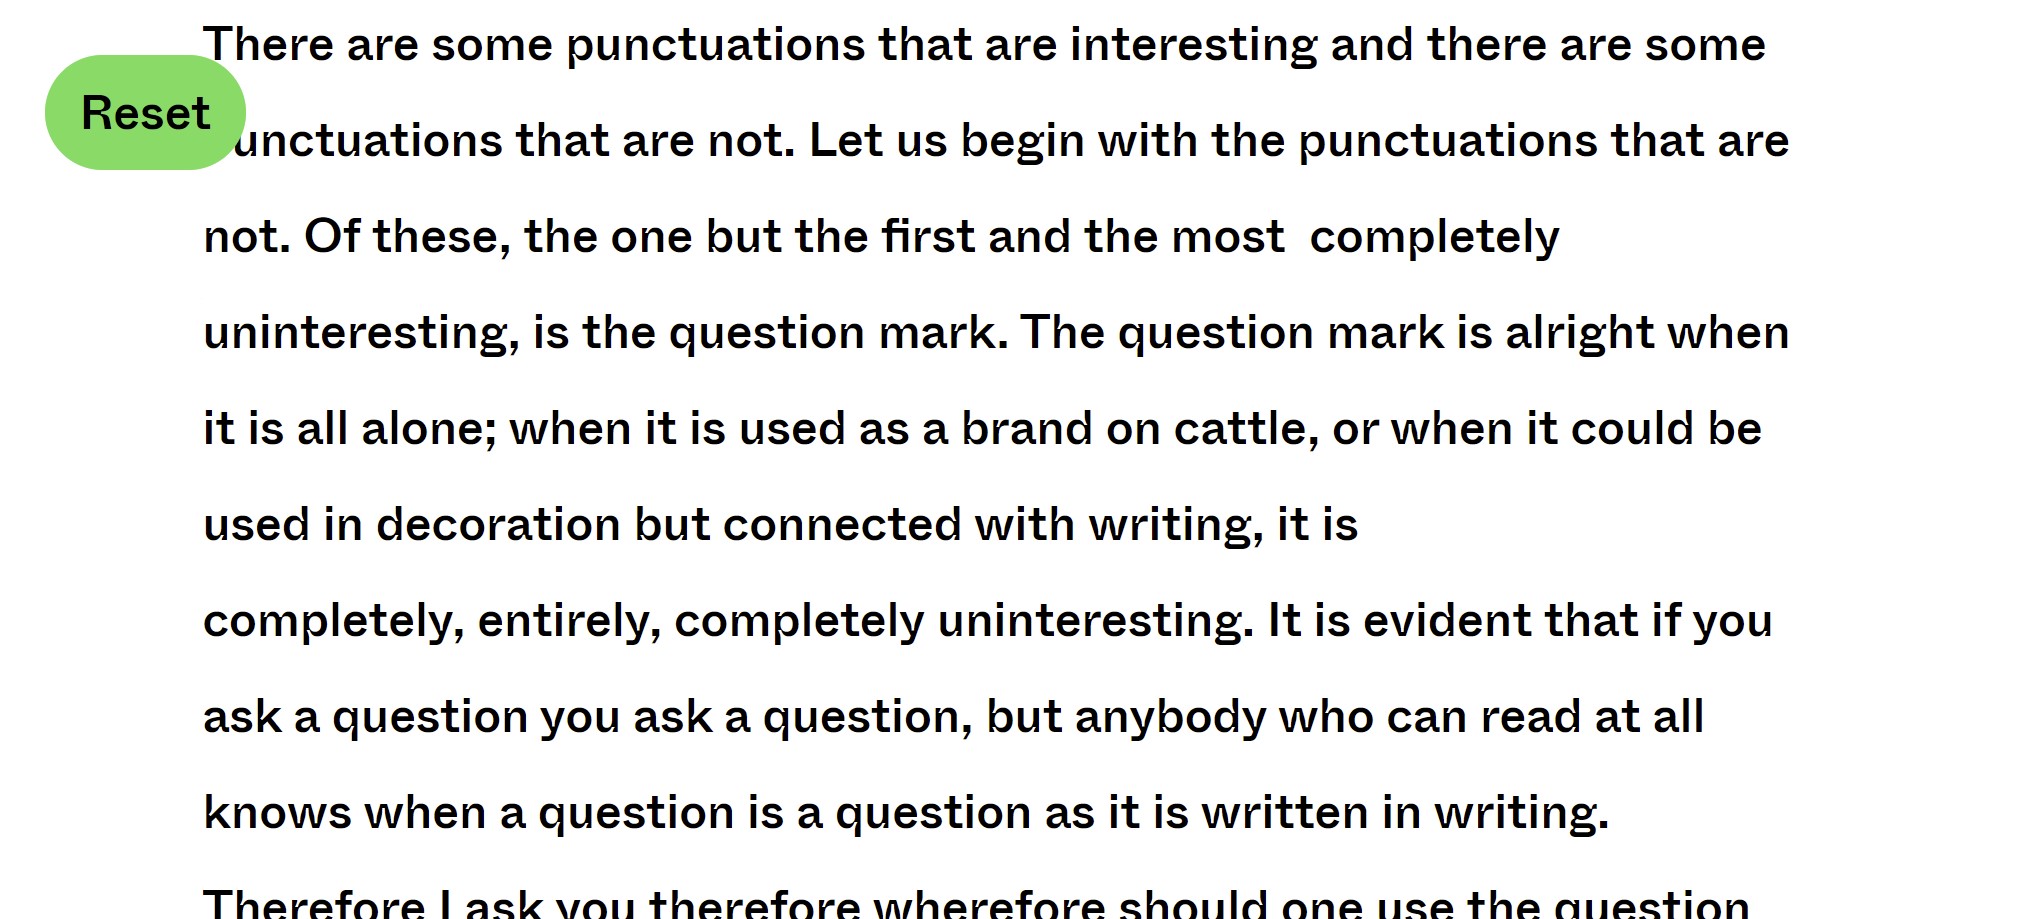 There are some punctuations that are interesting and there are some
Reset
unctuations that are not. Let us begin with the punctuations that are
not. Of these, the one but the first and the most  completely
uninteresting, is the question mark. The question mark is alright when
it is all alone; when it is used as a brand on cattle, or when it could be
used in decoration but connected with writing, it is
completely, entirely, completely uninteresting. It is evident that if you
ask a question you ask a question, but anybody who can read at all
knows when a question is a question as it is written in writing.
Therefore I ask you therefore wherefore should one use the question